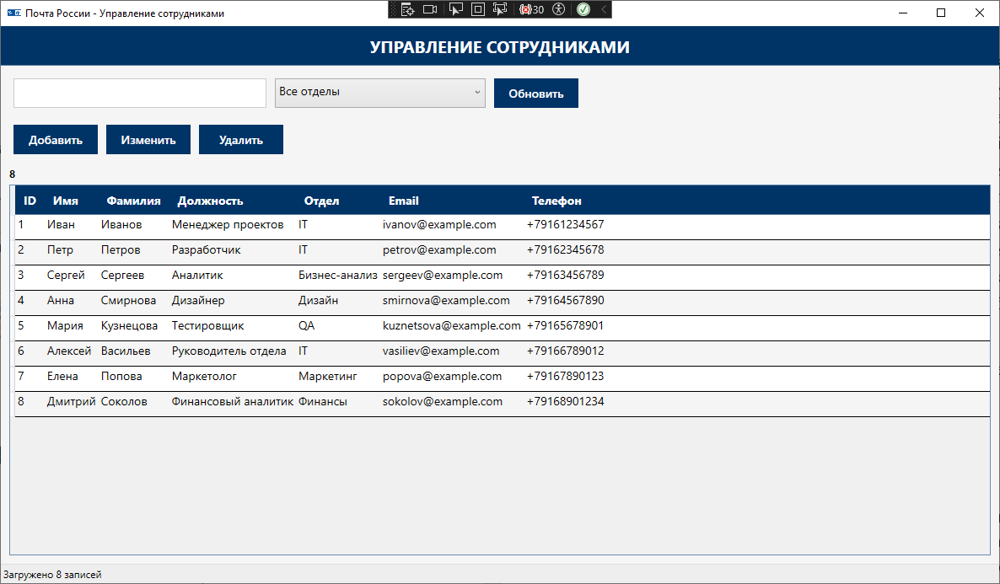 Почта России - Управление сотрудниками
30
УПРАВЛЕНИЕ СОТРУДНИКАМИ
Все отделы
Обновить
Добавить Изменить Удалить
8
ID Имя Фамилия Должность Отдел Email Телефон
1 Иван Иванов Менеджер проектов IT ivanov@example.com +79161234567
2 Петр Петров Разработчик IT petrov@example.com +79162345678
3 Сергей Сергеев Аналитик Бизнес-анализ sergeev@example.com +79163456789
4 Анна Смирнова Дизайнер Дизайн smirnova@example.com +79164567890
5 Мария Кузнецова Тестировщик QA kuznetsova@example.com +79165678901
6 Алексей Васильев Руководитель отдела IT vasiliev@example.com +79166789012
7 Елена Попова Маркетолог Маркетинг popova@example.com +79167890123
8 Дмитрий Соколов Финансовый аналитик Финансы sokolov@example.com +79168901234
Загружено 8 записей